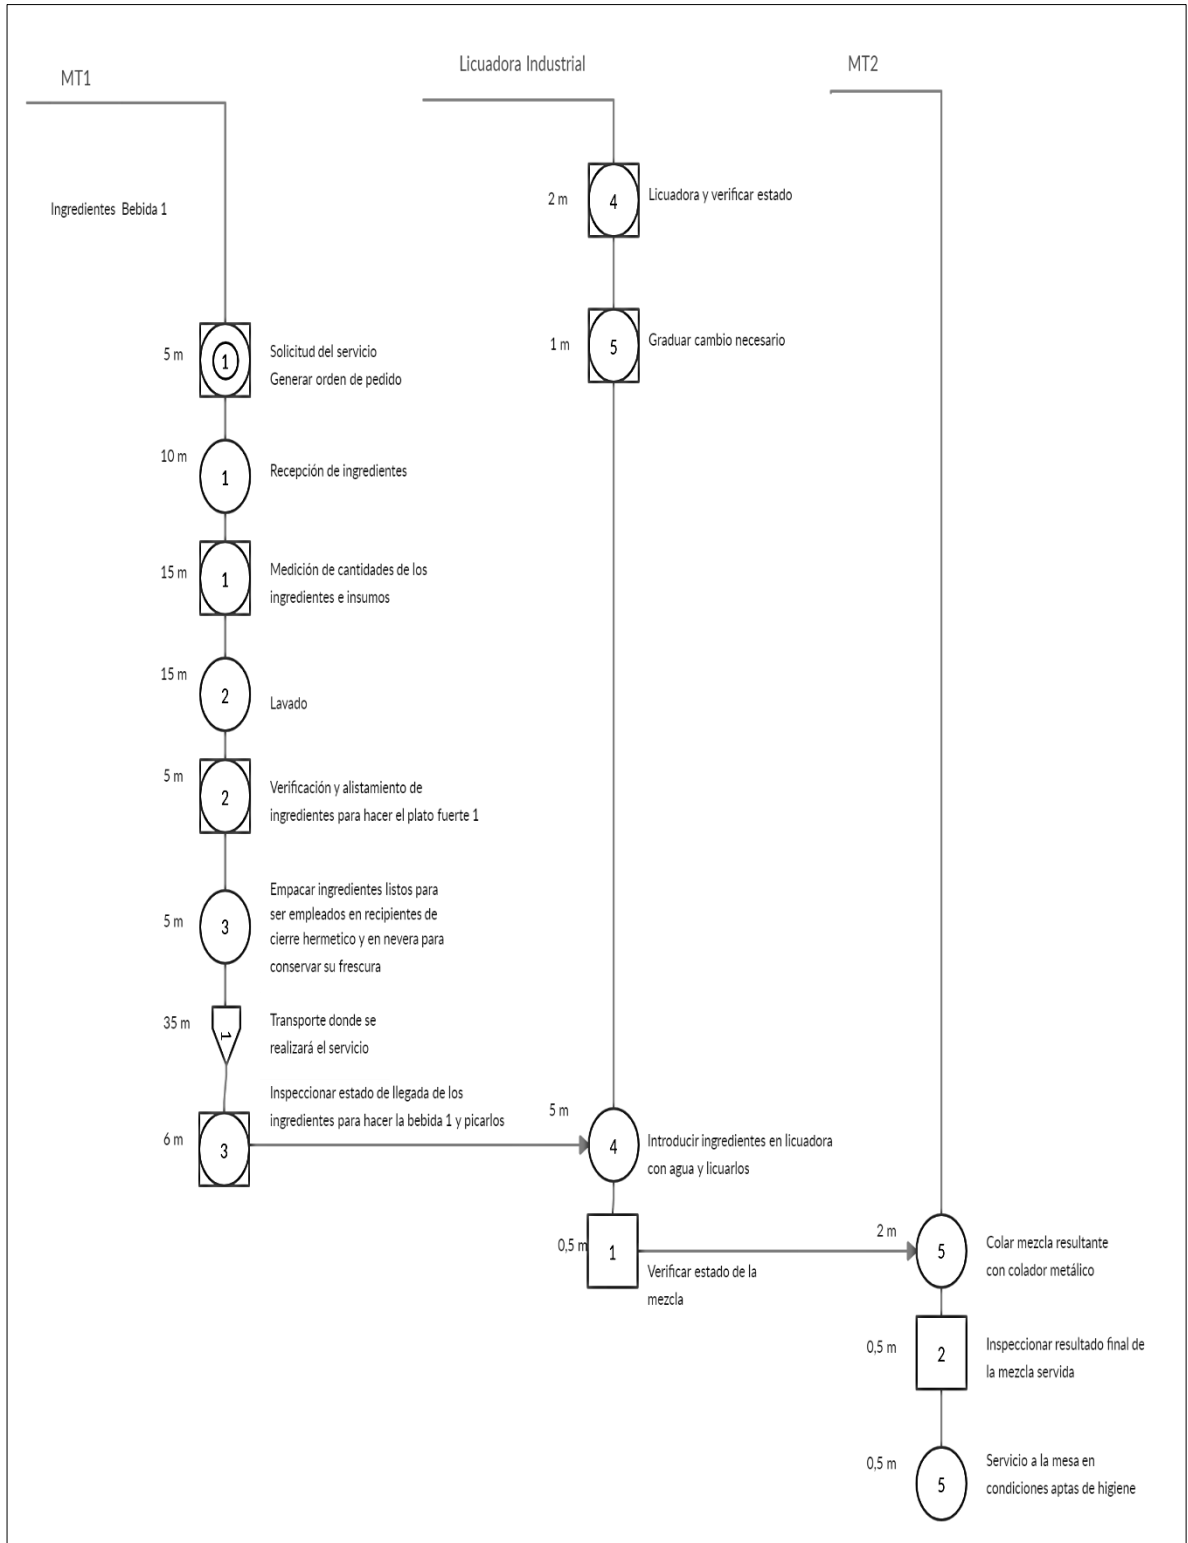 MT1
Licuadora Industrial
MT2
Ingredientes Bebida 1
2 m
4
Licuadora y verificar estado
1 m
5
Graduar cambio necesario
5 m
1
Solicitud del servicio
Generar orden de pedido
10 m
1
Recepción de ingredientes
15 m
1
Medición de cantidades de los
ingredientes e insumos
15 m
2
Lavado
5 m
2
Verificación y alistamiento de
ingredientes para hacer el plato fuerte 1
5 m
3
Empacar ingredientes listos para
ser empleados en recipientes de
cierre hermetico y en nevera para
conservar su frescura
35 m
1
Transporte donde se
realizará el servicio
6 m
3
Inspeccionar estado de llegada de los
ingredientes para hacer la bebida 1 y picarlos
5 m
4
Introducir ingredientes en licuadora
con agua y licuarlos
0,5 m
1
Verificar estado de la
mezcla
2 m
5
Colar mezcla resultante
con colador metálico
0,5 m
2
Inspeccionar resultado final de
la mezcla servida
0,5 m
5
Servicio a la mesa en
condiciones aptas de higiene